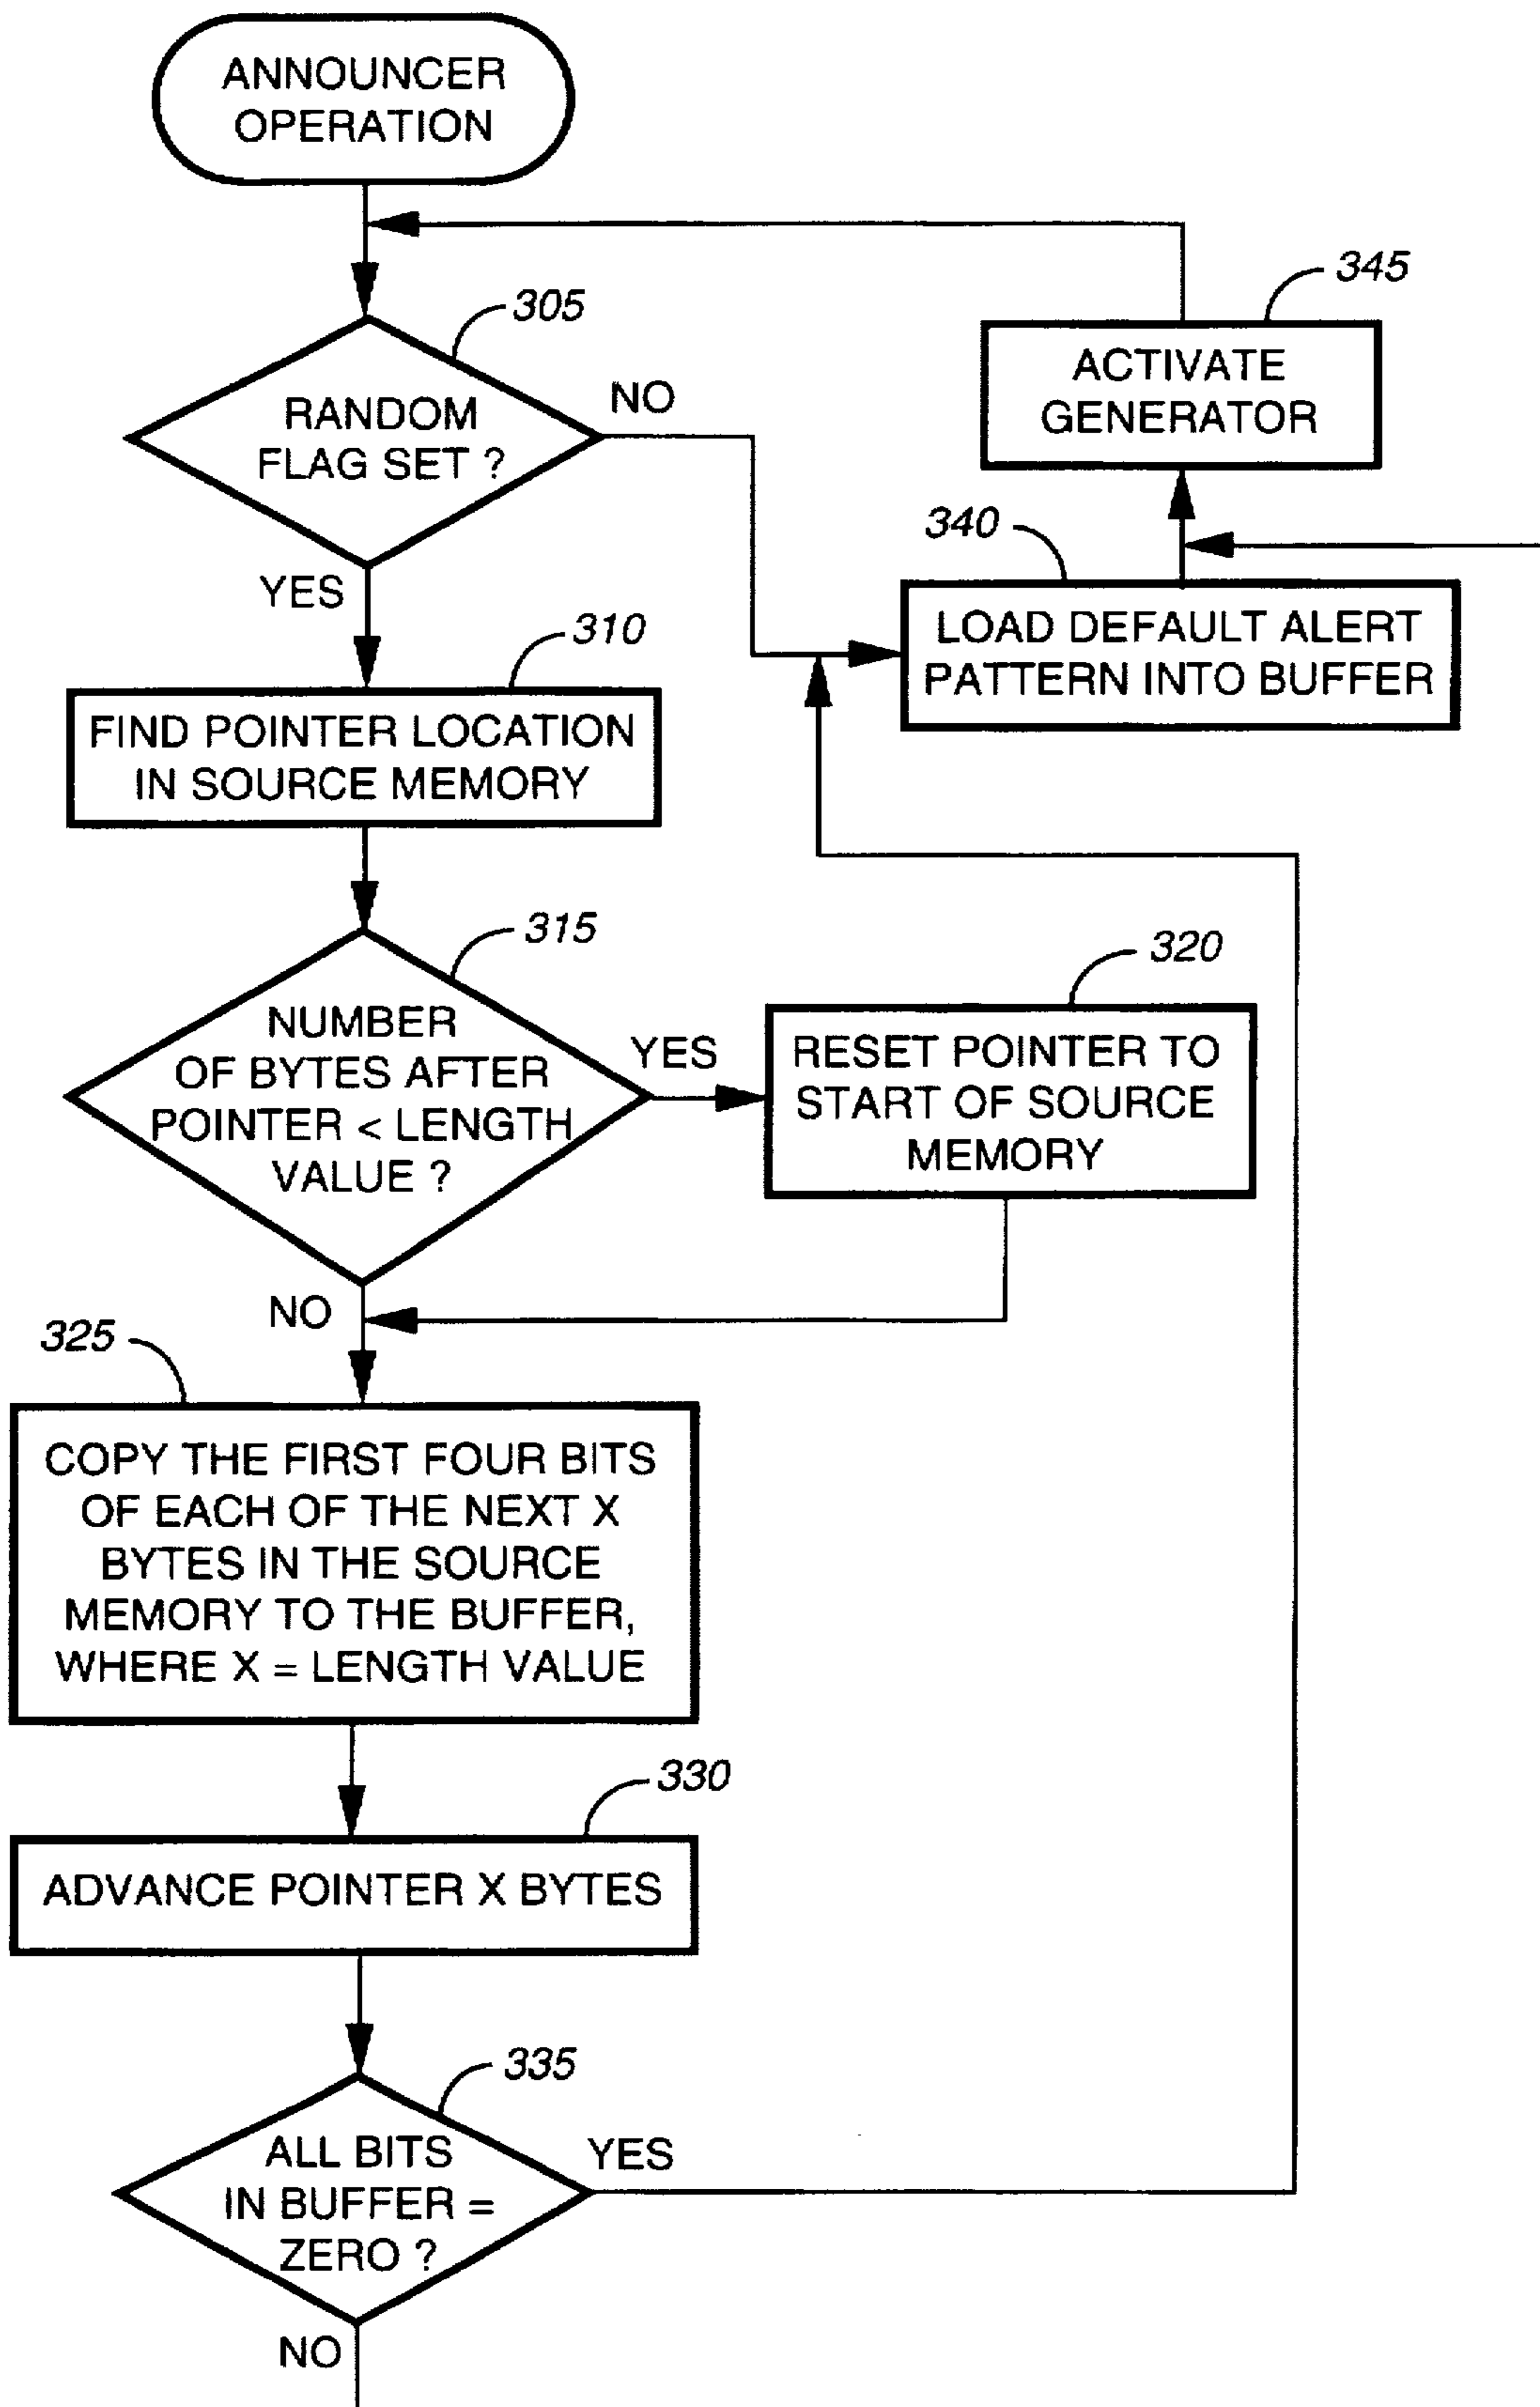 ANNOUNCER
OPERATION
305
RANDOM
FLAG SET ?
NO
YES
345
ACTIVATE
GENERATOR
340
LOAD DEFAULT ALERT
PATTERN INTO BUFFER
310
FIND POINTER LOCATION
IN SOURCE MEMORY
315
NUMBER
OF BYTES AFTER
POINTER < LENGTH
VALUE ?
YES
NO
320
RESET POINTER TO
START OF SOURCE
MEMORY
325
COPY THE FIRST FOUR BITS
OF EACH OF THE NEXT X
BYTES IN THE SOURCE
MEMORY TO THE BUFFER,
WHERE X = LENGTH VALUE
330
ADVANCE POINTER X BYTES
335
ALL BITS
IN BUFFER =
ZERO ?
YES
NO